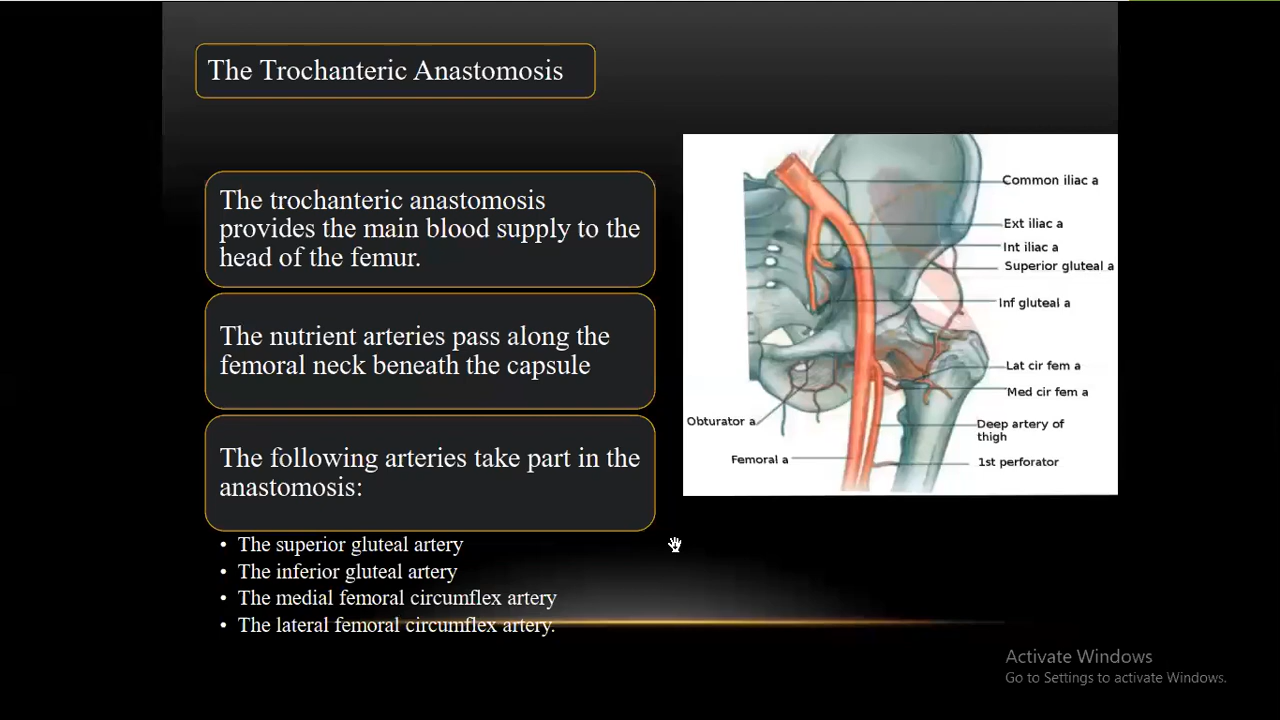 The Trochanteric Anastomosis
The trochanteric anastomosis
provides the main blood supply to the
head of the femur.
The nutrient arteries pass along the
femoral neck beneath the capsule
The following arteries take part in the
anastomosis:
• The superior gluteal artery
• The inferior gluteal artery
• The medial femoral circumflex artery
• The lateral femoral circumflex artery.
Common iliac a
Ext iliac a
Int iliac a
Superior gluteal a
Inf gluteal a
Lat cir fem a
Med cir fem a
Obturator a
Deep artery of
thigh
Femoral a
1st perforator
Activate Windows
Go to Settings to activate Windows.